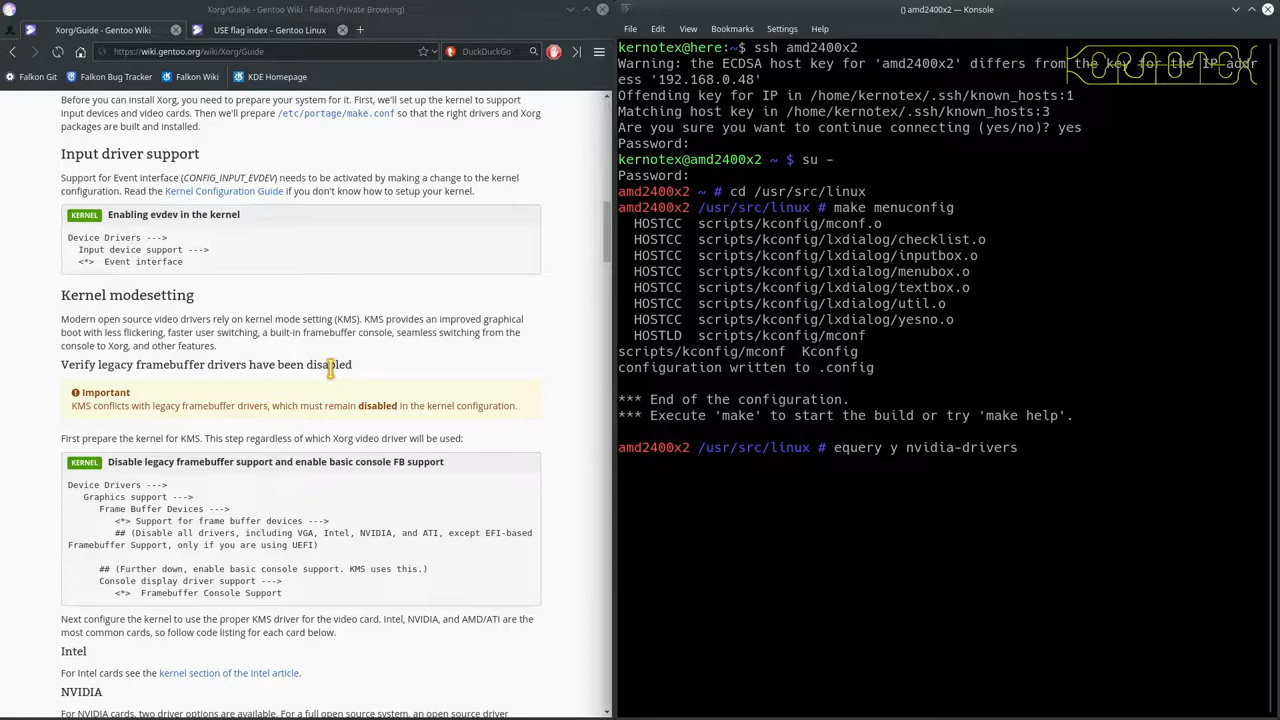 Xorg/Guide - Gentoo Wiki - Falkon (Private Browsing)
Xorg/Guide - Gentoo Wiki
USE flag index – Gentoo Linux
https://wiki.gentoo.org/wiki/Xorg/Guide
DuckDuckGo
Falkon Git
Falkon Bug Tracker
Falkon Wiki
KDE Homepage
Before you can install Xorg, you need to prepare your system for it. First, we'll set up the kernel to support
input devices and video cards. Then we'll prepare /etc/portage/make.conf so that the right drivers and Xorg
packages are built and installed.
Input driver support
Support for Event interface (CONFIG_INPUT_EVDEV) needs to be activated by making a change to the kernel
configuration. Read the Kernel Configuration Guide if you don't know how to setup your kernel.
KERNEL Enabling evdev in the kernel
Device Drivers --->
Input device support --->
<*> Event interface
Kernel modesetting
Modern open source video drivers rely on kernel mode setting (KMS). KMS provides an improved graphical
boot with less flickering, faster user switching, a built-in framebuffer console, seamless switching from the
console to Xorg, and other features.
Verify legacy framebuffer drivers have been disabled
Important
KMS conflicts with legacy framebuffer drivers, which must remain disabled in the kernel configuration.
First prepare the kernel for KMS. This step regardless of which Xorg video driver will be used:
KERNEL Disable legacy framebuffer support and enable basic console FB support
Device Drivers --->
Graphics support --->
Frame Buffer Devices --->
<*> Support for frame buffer devices --->
## (Disable all drivers, including VGA, Intel, NVIDIA, and ATI, except EFI-based
Framebuffer Support, only if you are using UEFI)
## (Further down, enable basic console support. KMS uses this.)
Console display driver support --->
<*> Framebuffer Console Support
Next configure the kernel to use the proper KMS driver for the video card. Intel, NVIDIA, and AMD/ATI are the
most common cards, so follow code listing for each card below.
Intel
For Intel cards see the kernel section of the Intel article.
NVIDIA
For NVIDIA cards, two driver options are available. For a full open source system, an open source driver
() amd2400x2 — Konsole
File Edit View Bookmarks Settings Help
kernotex@here:~$ ssh amd2400x2
Warning: the ECDSA host key for 'amd2400x2' differs from the key for the IP addr
ess '192.168.0.48'
Offending key for IP in /home/kernotex/.ssh/known_hosts:1
Matching host key in /home/kernotex/.ssh/known_hosts:3
Are you sure you want to continue connecting (yes/no)? yes
Password:
kernotex@amd2400x2 ~ $ su -
Password:
amd2400x2 ~ # cd /usr/src/linux
amd2400x2 /usr/src/linux # make menuconfig
HOSTCC scripts/kconfig/mconf.o
HOSTCC scripts/kconfig/lxdialog/checklist.o
HOSTCC scripts/kconfig/lxdialog/inputbox.o
HOSTCC scripts/kconfig/lxdialog/menubox.o
HOSTCC scripts/kconfig/lxdialog/textbox.o
HOSTCC scripts/kconfig/lxdialog/util.o
HOSTCC scripts/kconfig/lxdialog/yesno.o
HOSTLD scripts/kconfig/mconf
scripts/kconfig/mconf Kconfig
configuration written to .config
*** End of the configuration.
*** Execute 'make' to start the build or try 'make help'.
amd2400x2 /usr/src/linux # equery y nvidia-drivers